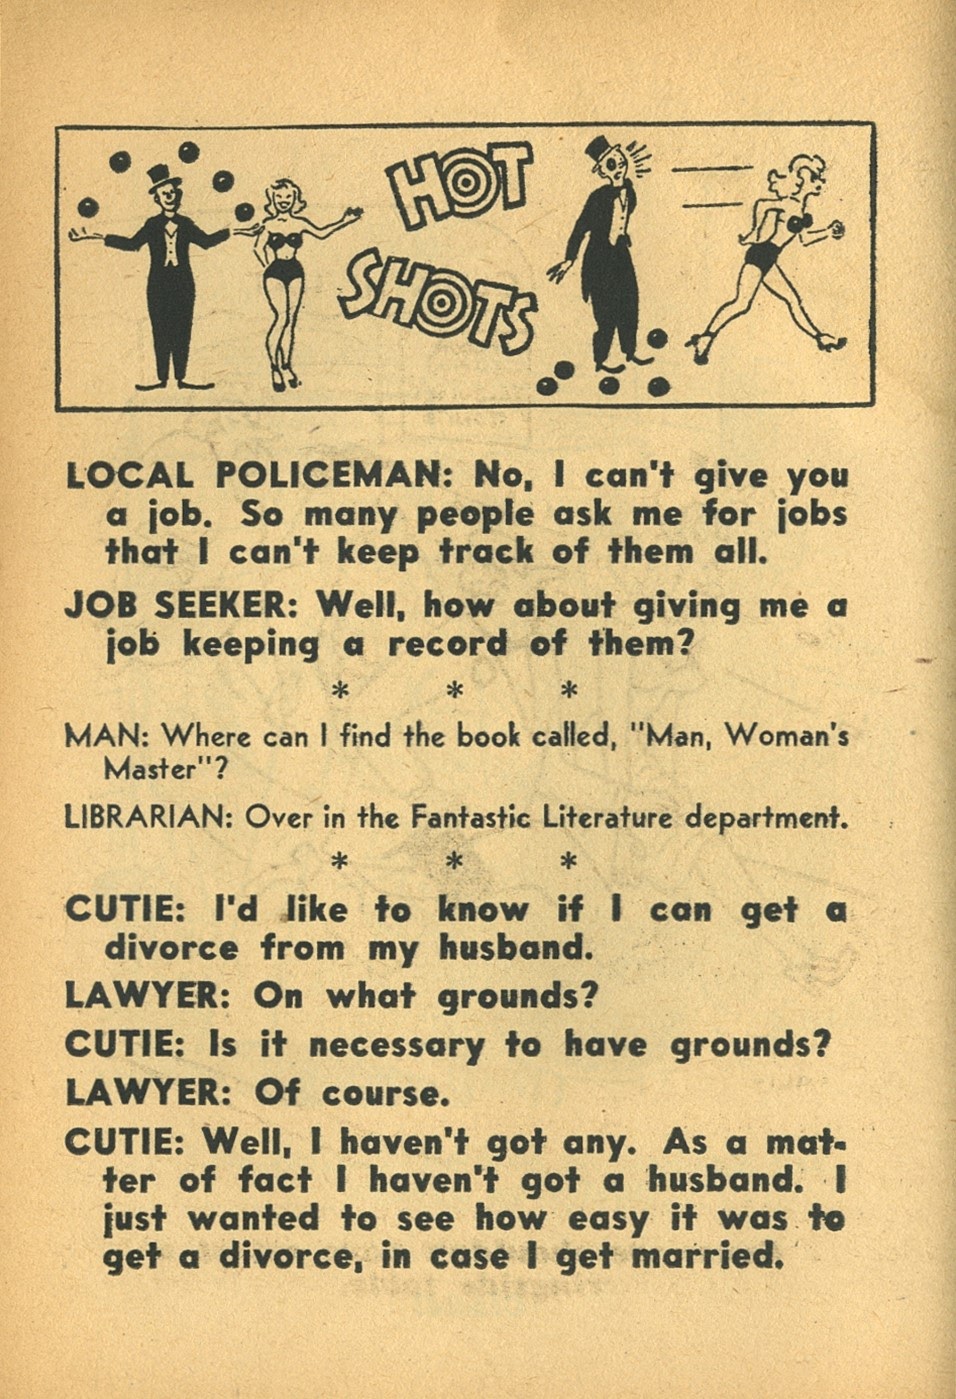 HOT
SHOTS
LOCAL POLICEMAN: No, I can't give you
a job. So many people ask me for jobs
that I can't keep track of them all.
JOB SEEKER: Well, how about giving me a
job keeping a record of them?
* * *
MAN: Where can I find the book called, "Man, Woman's
Master"?
LIBRARIAN: Over in the Fantastic Literature department.
* * *
CUTIE: I'd like to know if I can get a
divorce from my husband.
LAWYER: On what grounds?
CUTIE: Is it necessary to have grounds?
LAWYER: Of course.
CUTIE: Well, I haven't got any. As a mat-
ter of fact I haven't got a husband. I
just wanted to see how easy it was to
get a divorce, in case I get married.